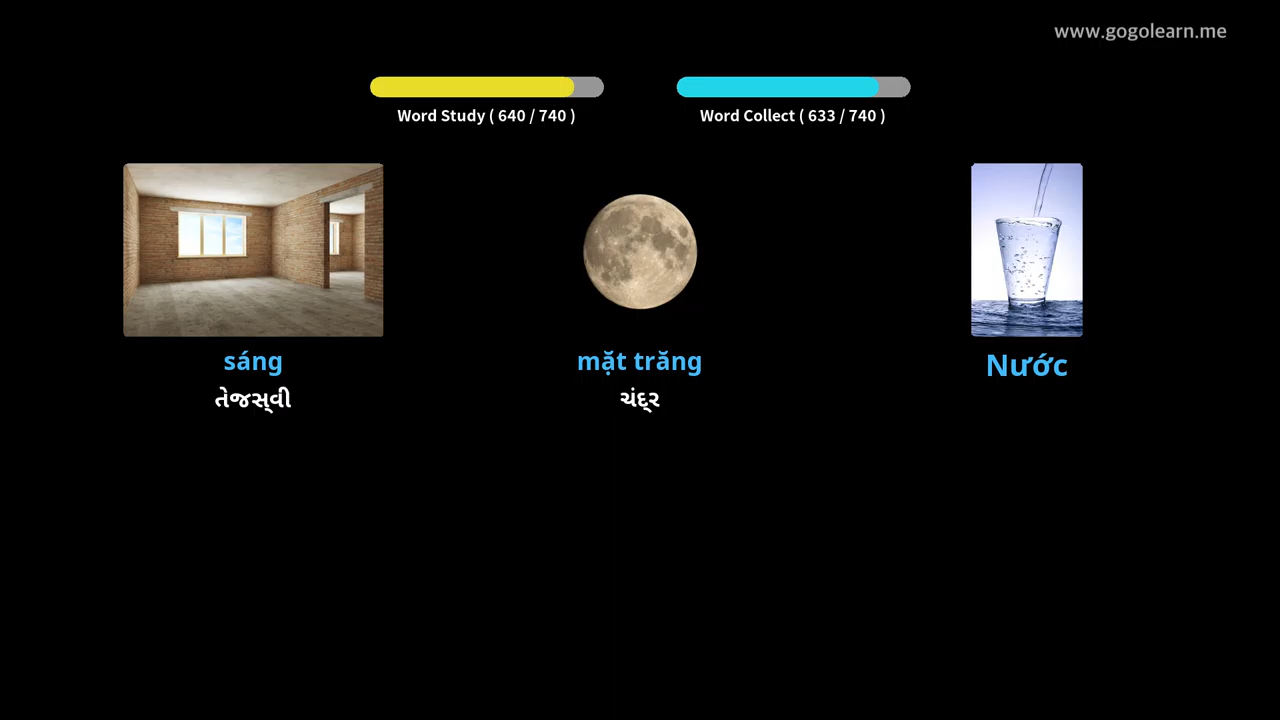 www.gogolearn.me
Word Study ( 640 / 740 )
Word Collect ( 633 / 740 )
sáng
તેજસ્વી
mặt trăng
ચંદ્ર
Nước